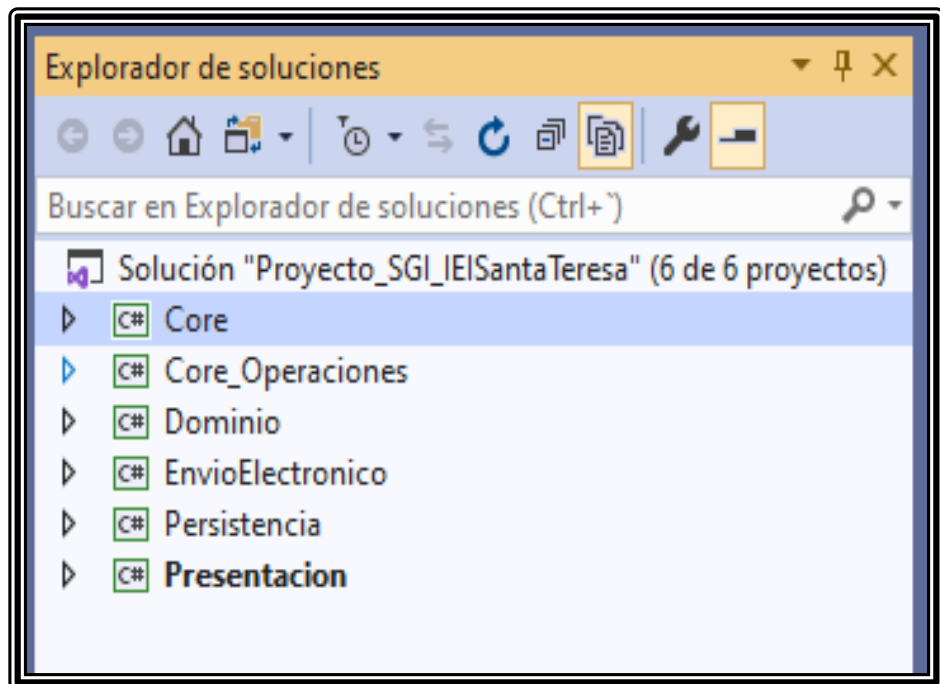 Explorador de soluciones
Buscar en Explorador de soluciones (Ctrl+`)
Solución "Proyecto_SGI_IEISantaTeresa" (6 de 6 proyectos)
C# Core
C# Core_Operaciones
C# Dominio
C# EnvioElectronico
C# Persistencia
C# Presentacion